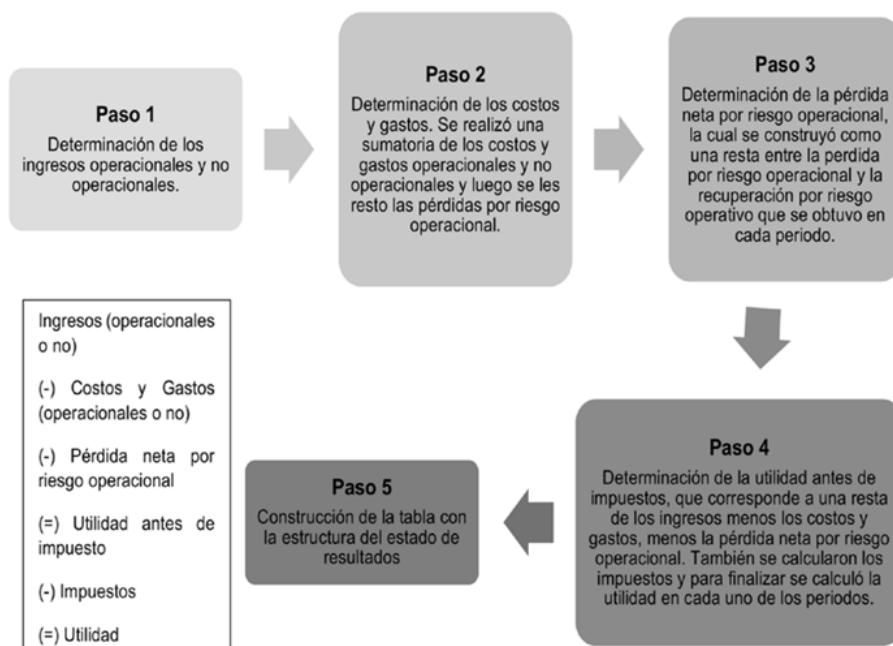 Paso 1
Determinación de los
ingresos operacionales y no
operacionales.
Paso 2
Determinación de los costos
y gastos. Se realizó una
sumatoria de los costos y
gastos operacionales y no
operacionales y luego se les
resto las pérdidas por riesgo
operacional.
Paso 3
Determinación de la pérdida
neta por riesgo operacional,
la cual se construyó como
una resta entre la perdida
por riesgo operacional y la
recuperación por riesgo
operativo que se obtuvo en
cada periodo.
Paso 4
Determinación de la utilidad antes de
impuestos, que corresponde a una resta
de los ingresos menos los costos y
gastos, menos la pérdida neta por riesgo
operacional. También se calcularon los
impuestos y para finalizar se calculó la
utilidad en cada uno de los periodos.
Paso 5
Construcción de la tabla con
la estructura del estado de
resultados
Ingresos (operacionales
o no)
(-) Costos y Gastos
(operacionales o no)
(-) Pérdida neta por
riesgo operacional
(=) Utilidad antes de
impuesto
(-) Impuestos
(=) Utilidad